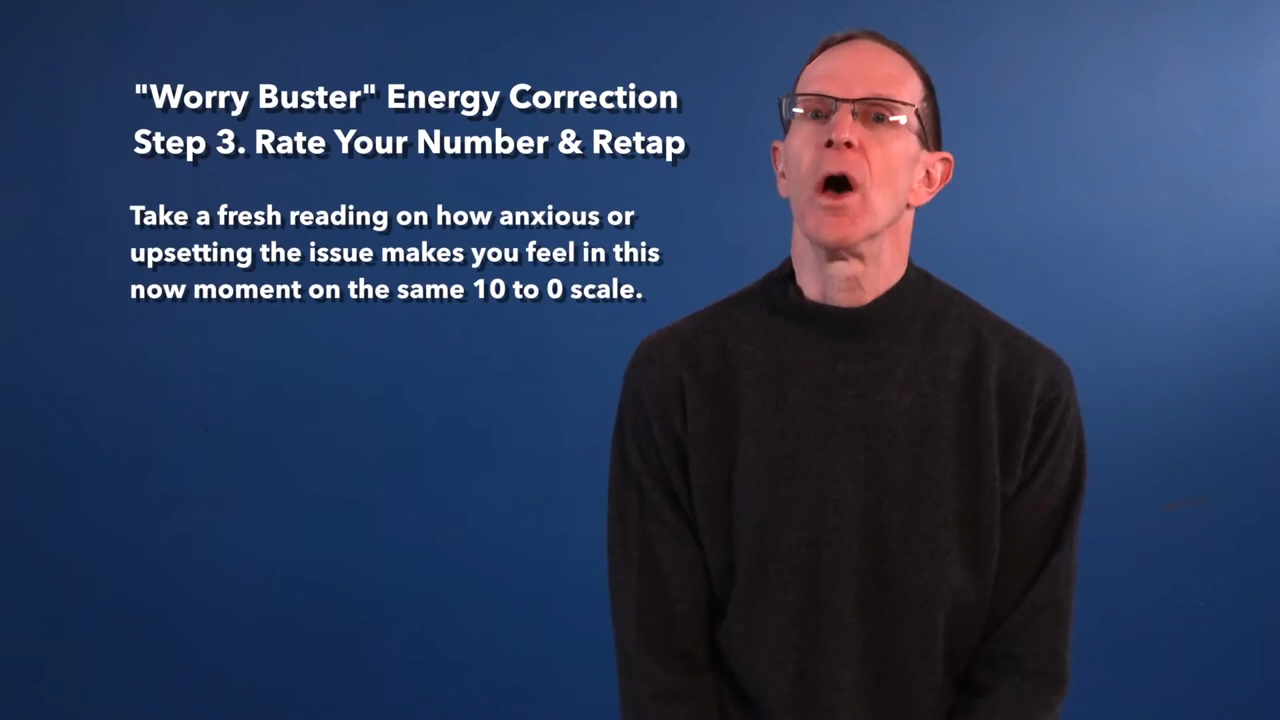 "Worry Buster" Energy Correction
Step 3. Rate Your Number & Retap
Take a fresh reading on how anxious or
upsetting the issue makes you feel in this
now moment on the same 10 to 0 scale.